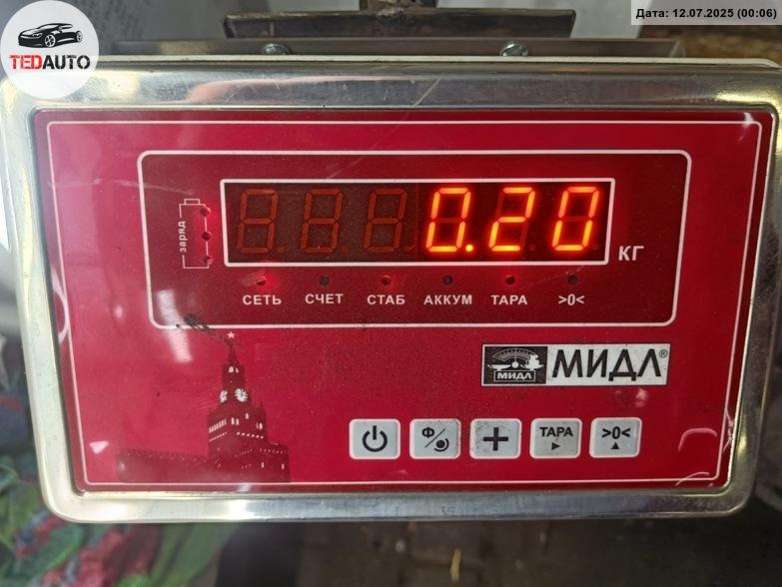 Дата: 12.07.2025 (00:06)
TEDAUTO
заряд
0.20
КГ
СЕТЬ СЧЕТ СТАБ АККУМ ТАРА >0<
МИДЛ МИДЛ®
Ф/ + ТАРА >0<